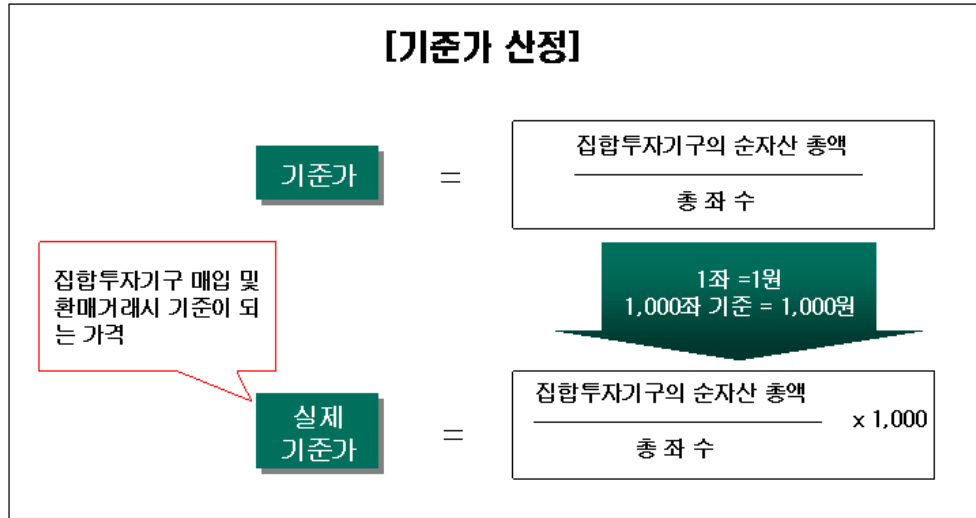 [기준가 산정]
기준가
=
집합투자기구의 순자산 총액
총 좌 수
집합투자기구 매입 및
환매거래시 기준이 되
는 가격
1좌 =1원
1,000좌 기준 = 1,000원
실제
기준가
=
집합투자기구의 순자산 총액
총 좌 수
x 1,000